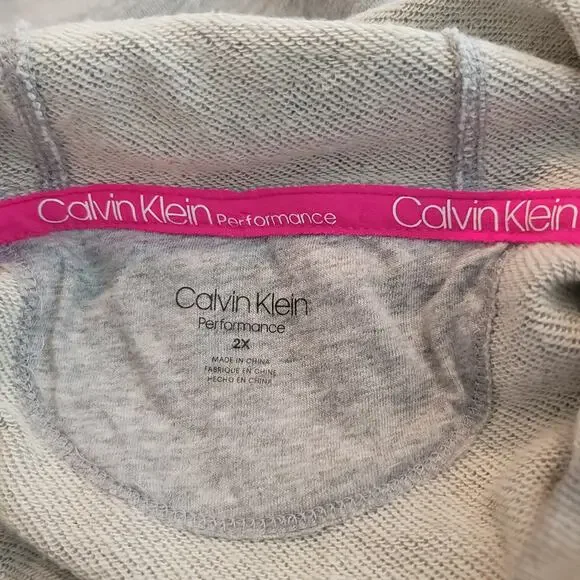 Calvin Klein Performance Calvin Klein
Calvin Klein
Performance
2X
MADE IN CHINA
FABRIQUE EN CHINE
HECHO EN CHINA